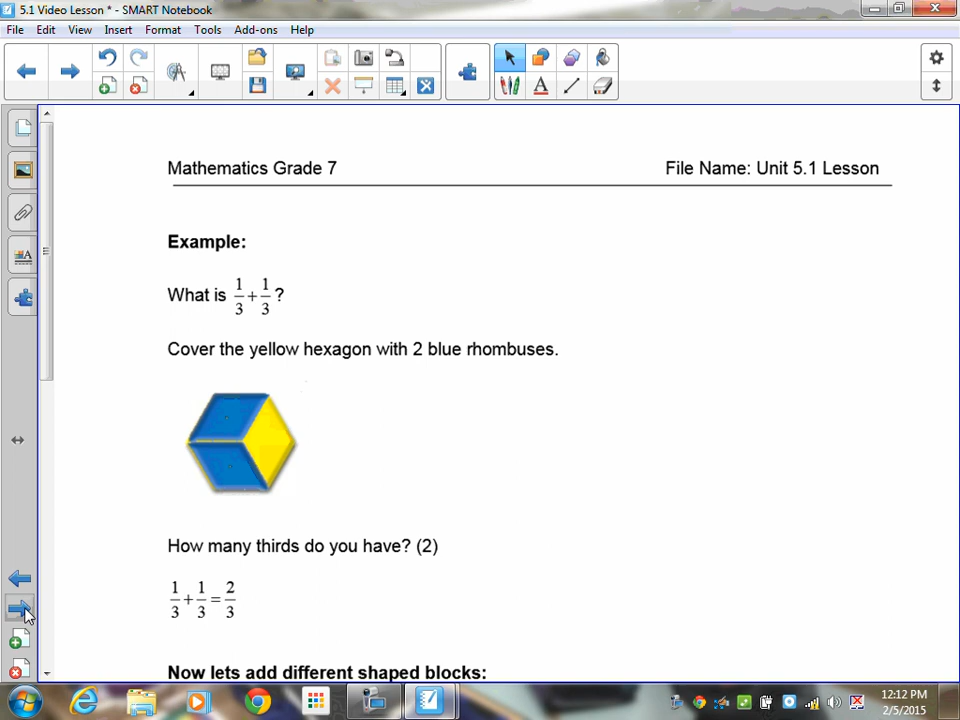 5.1 Video Lesson * - SMART Notebook
File Edit View Insert Format Tools Add-ons Help
Mathematics Grade 7 File Name: Unit 5.1 Lesson
Example:
What is 1/3 + 1/3 ?
Cover the yellow hexagon with 2 blue rhombuses.
How many thirds do you have? (2)
1/3 + 1/3 = 2/3
Now lets add different shaped blocks:
12:12 PM
2/5/2015